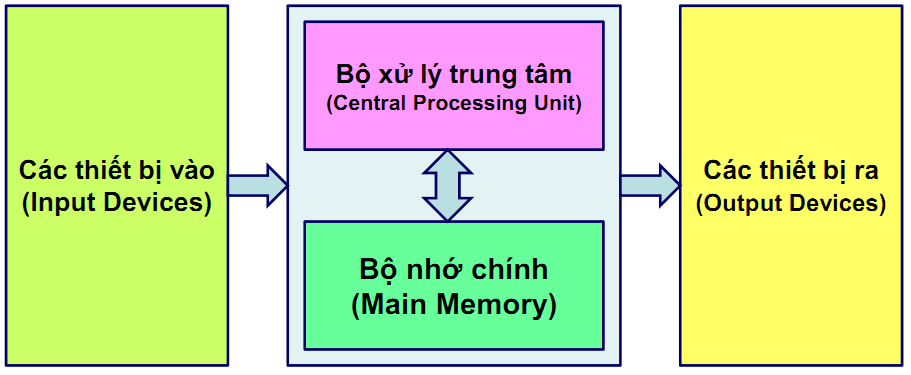 Các thiết bị vào
(Input Devices)
Bộ xử lý trung tâm
(Central Processing Unit)
Bộ nhớ chính
(Main Memory)
Các thiết bị ra
(Output Devices)